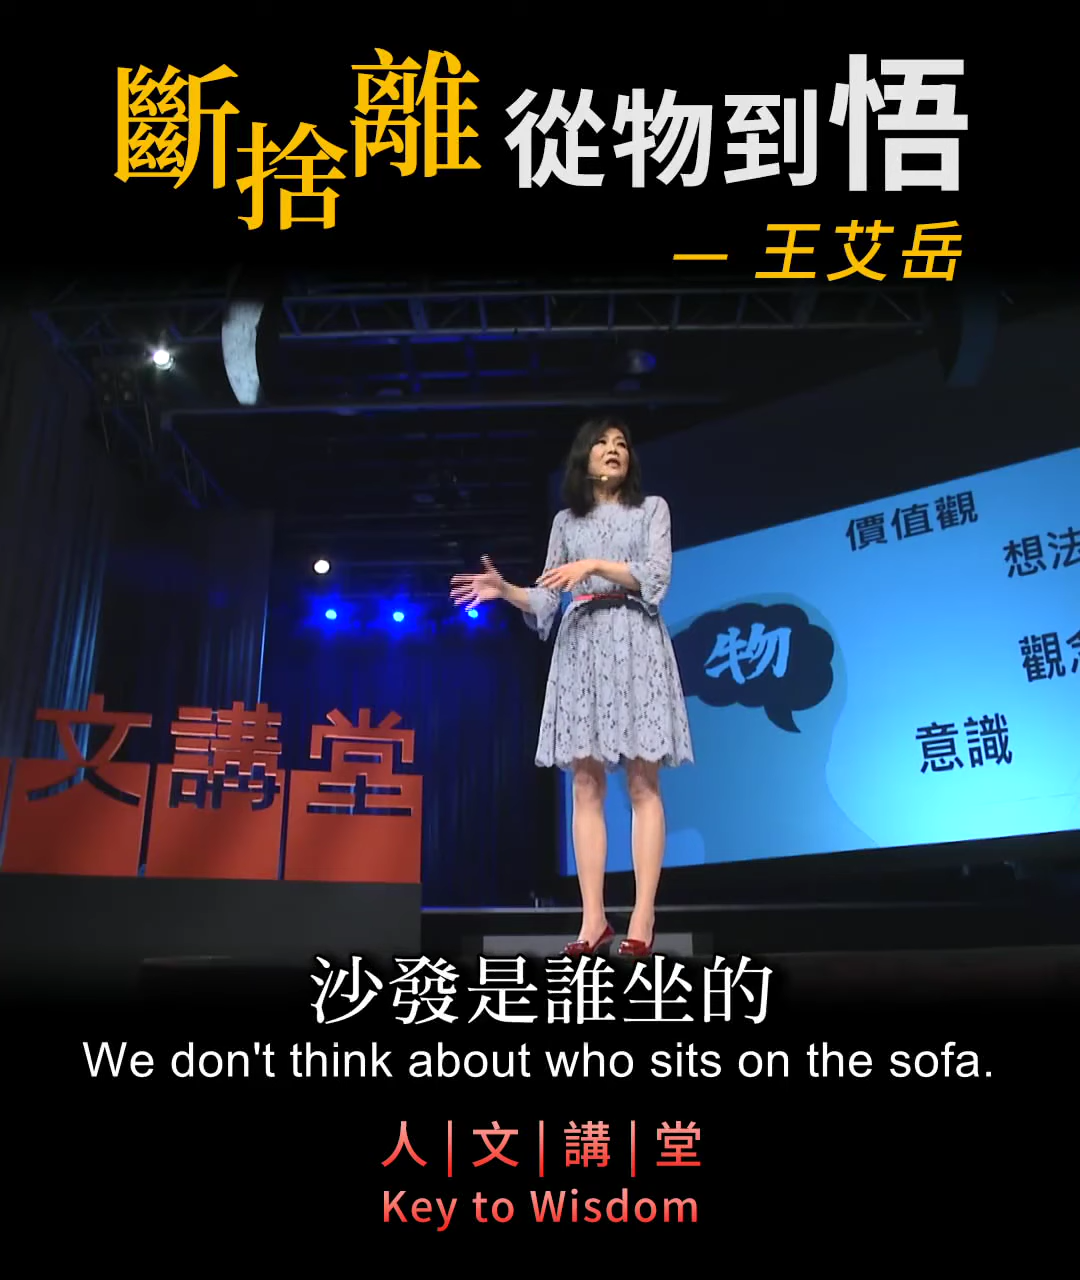 斷捨離 從物到悟
— 王艾岳
價值觀
想法
觀念
物
意識
文講堂
沙發是誰坐的
We don't think about who sits on the sofa.
人|文|講|堂
Key to Wisdom